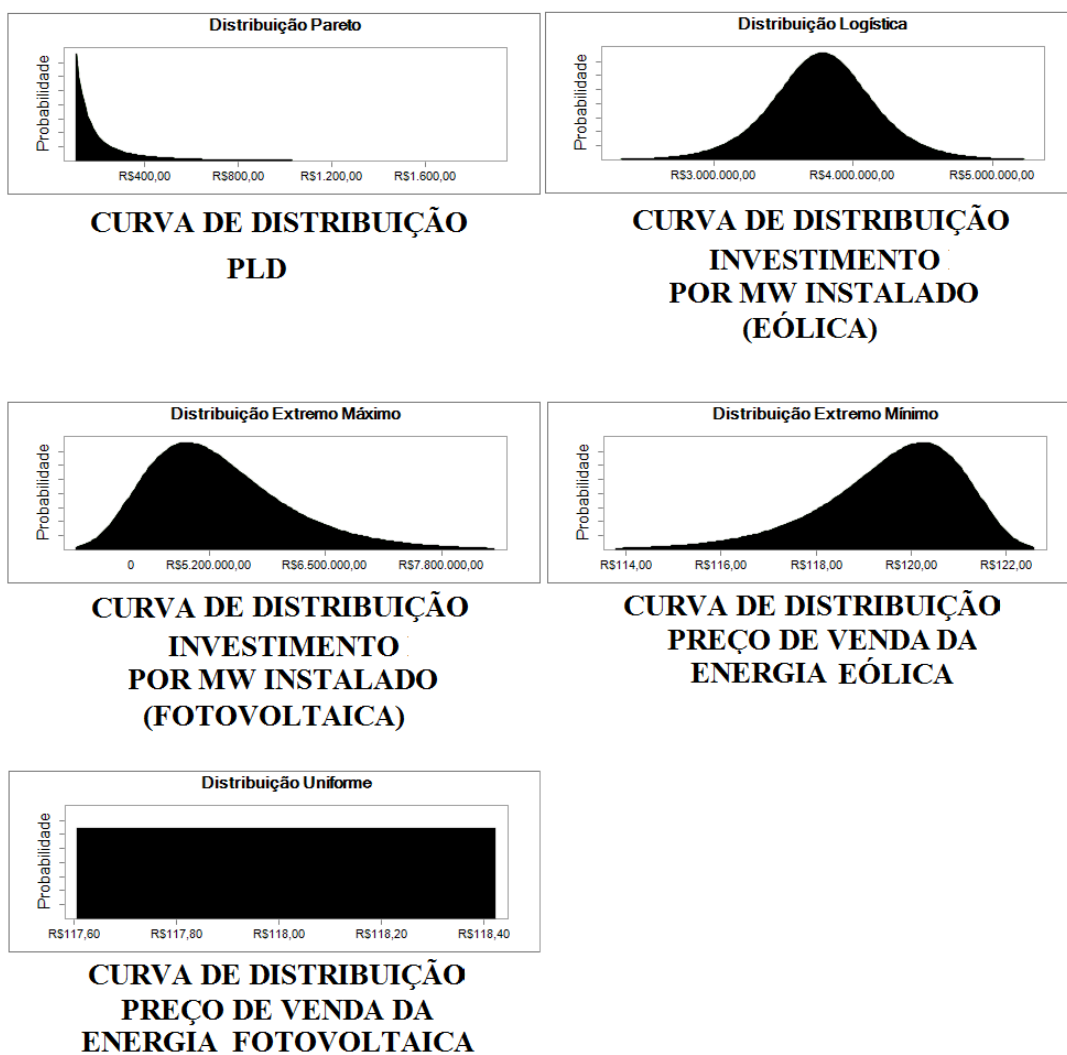 Distribuição Pareto
Probabilidade
R$400,00 R$800,00 R$1.200,00 R$1.600,00
CURVA DE DISTRIBUIÇÃO
PLD
Distribuição Logística
Probabilidade
R$3.000.000,00 R$4.000.000,00 R$5.000.000,00
CURVA DE DISTRIBUIÇÃO
INVESTIMENTO
POR MW INSTALADO
(EÓLICA)
Distribuição Extremo Máximo
Probabilidade
0 R$5.200.000,00 R$6.500.000,00 R$7.800.000,00
CURVA DE DISTRIBUIÇÃO
INVESTIMENTO
POR MW INSTALADO
(FOTOVOLTAICA)
Distribuição Extremo Mínimo
Probabilidade
R$114,00 R$116,00 R$118,00 R$120,00 R$122,00
CURVA DE DISTRIBUIÇÃO
PREÇO DE VENDA DA
ENERGIA EÓLICA
Distribuição Uniforme
Probabilidade
R$117,60 R$117,80 R$118,00 R$118,20 R$118,40
CURVA DE DISTRIBUIÇÃO
PREÇO DE VENDA DA
ENERGIA FOTOVOLTAICA